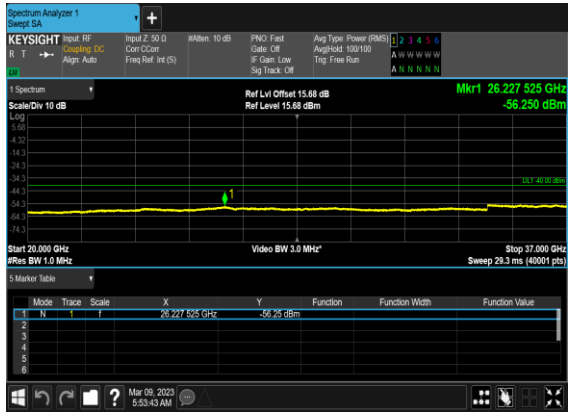 Spectrum Analyzer 1
Swept SA
+
KEYSIGHT Input: RF Input Z: 50 Ω #Atten: 10 dB PNO: Fast Avg Type: Power (RMS) 1 2 3 4 5 6
R T Coupling: DC Corr CCorr Gate: Off Avg|Hold: 100/100 A W W W W W
Align: Auto Freq Ref: Int (S) IF Gain: Low Trig: Free Run
LU Sig Track: Off A N N N N N
1 Spectrum Ref Lvl Offset 15.68 dB Mkr1 26.227 525 GHz
Scale/Div 10 dB Ref Level 15.68 dBm -56.250 dBm
Log
5.68
-4.32
-14.3
-24.3
-34.3
DL1 -40.00 dBm
-44.3
1
-54.3
-64.3
-74.3
Start 20.000 GHz Video BW 3.0 MHz* Stop 37.000 GHz
#Res BW 1.0 MHz Sweep 29.3 ms (40001 pts)
5 Marker Table
Mode Trace Scale X Y Function Function Width Function Value
1 N 1 f 26.227 525 GHz -56.25 dBm
2
3
4
5
6
? Mar 09, 2023
5:53:43 AM